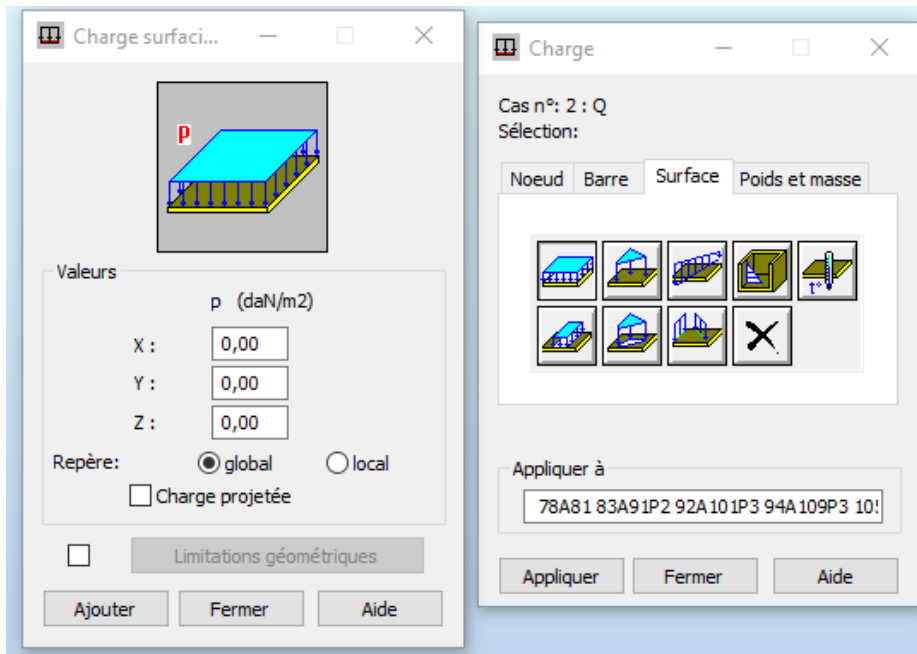 Charge surfaci...
p
Valeurs
p (daN/m2)
X : 0,00
Y : 0,00
Z : 0,00
Repère: global local
Charge projetée
Limitations géométriques
Ajouter Fermer Aide
Charge
Cas n°: 2 : Q
Sélection:
Noeud Barre Surface Poids et masse
t°
Appliquer à
78A81 83A91P2 92A101P3 94A109P3 10
Appliquer Fermer Aide